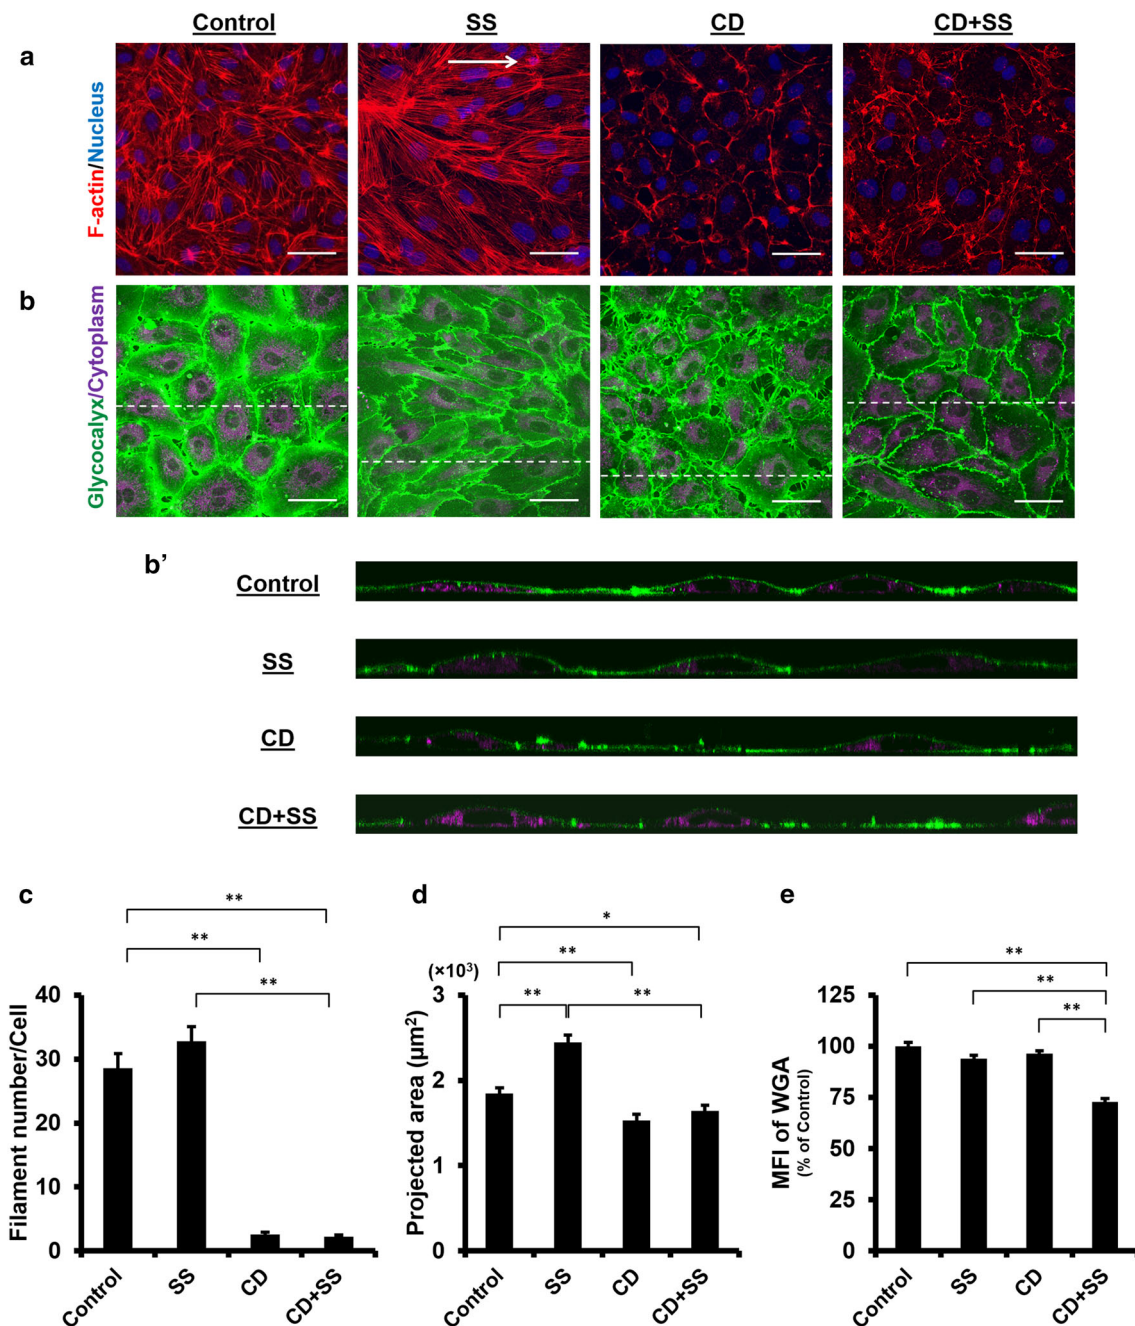 Control SS CD CD+SS
a
F-actin/Nucleus
b
Glycocalyx/Cytoplasm
b'
Control
SS
CD
CD+SS
c
**
**
**
Filament number/Cell
40
30
20
10
0
Control SS CD CD+SS
d
*
**
** **
(×10³)
Projected area (µm²)
3
2
1
0
Control SS CD CD+SS
e
**
**
**
MFI of WGA
(% of Control)
125
100
75
50
25
0
Control SS CD CD+SS